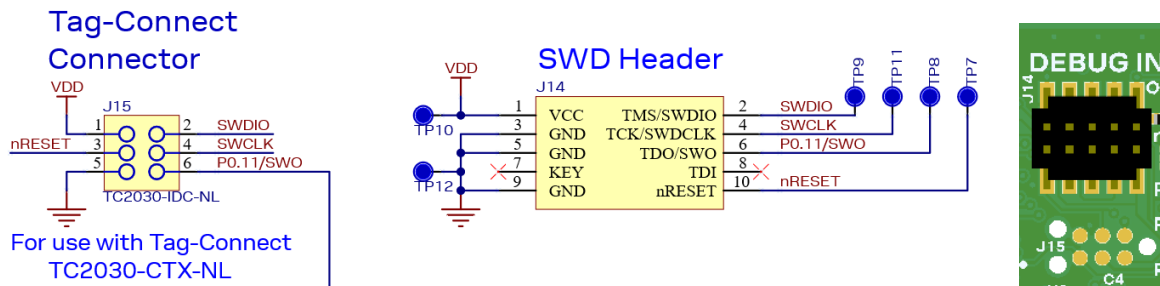 Tag-Connect
Connector
VDD
J15
1
2
SWDIO
nRESET
3
4
SWCLK
5
6
P0.11/SWO
TC2030-IDC-NL
For use with Tag-Connect
TC2030-CTX-NL
SWD Header
VDD
J14
TP10
TP12
1
VCC
TMS/SWDIO
2
SWDIO
3
GND
TCK/SWDCLK
4
SWCLK
5
GND
TDO/SWO
6
P0.11/SWO
7
KEY
TDI
8
9
GND
nRESET
10
nRESET
TP9
TP11
TP8
TP7
DEBUG IN
J14
J15
C4